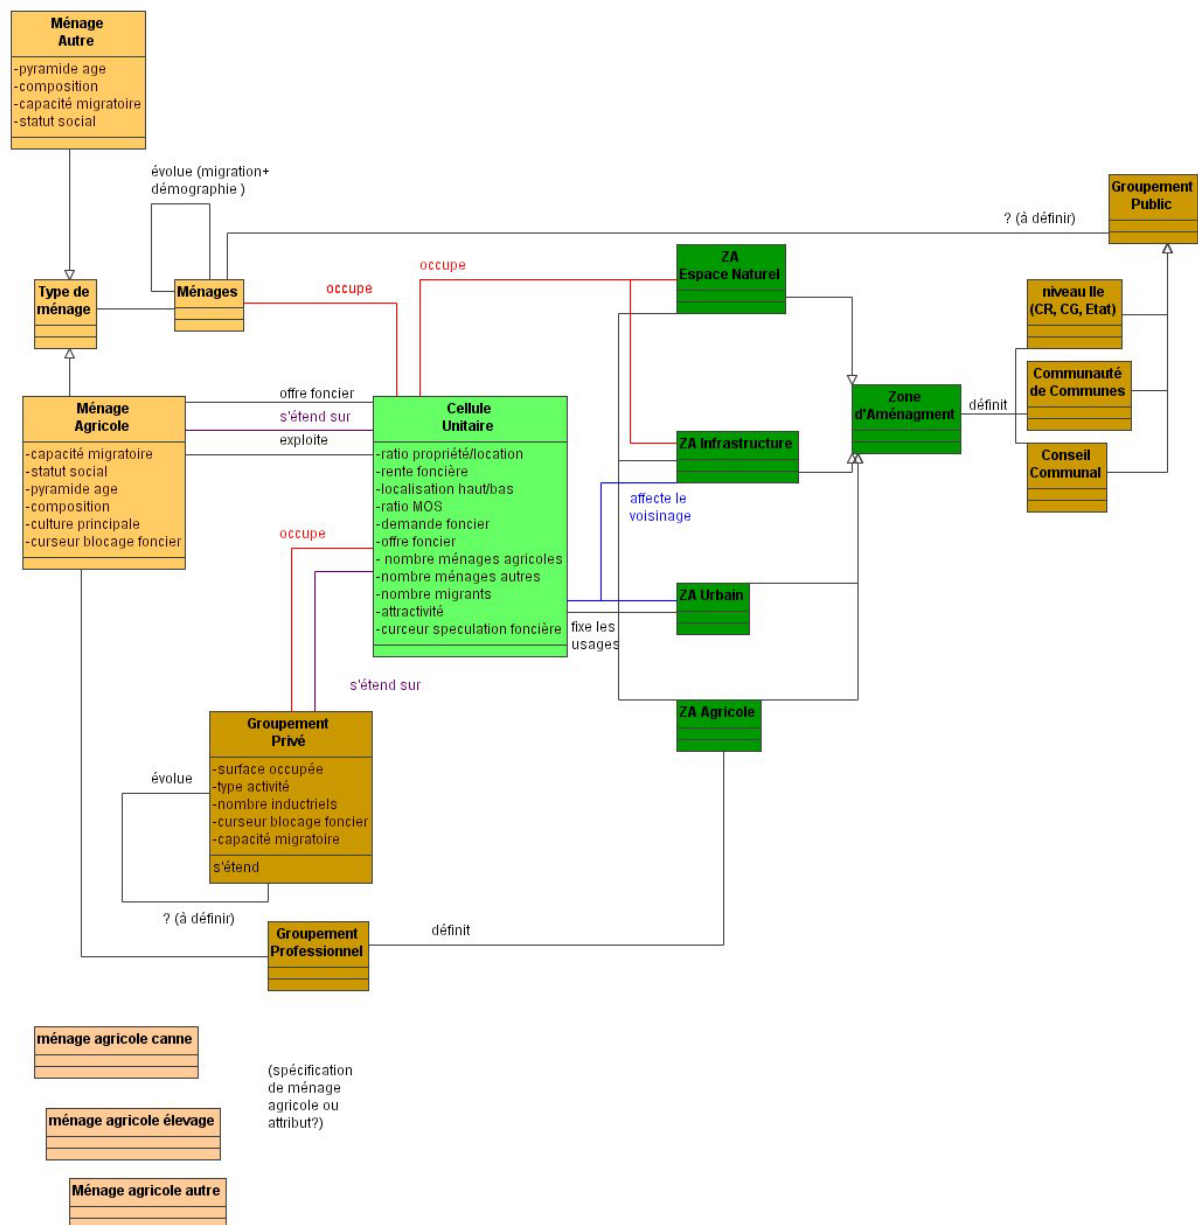 Ménage
Autre
-pyramide age
-composition
-capacité migratoire
-statut social
évolue (migration+
démographie )
Groupement
Public
? (à définir)
ZA
Espace Naturel
occupe
Type de
ménage
Ménages
occupe
niveau Ile
(CR, CG, Etat)
Communauté
de Communes
Zone
d'Aménagment
définit
Conseil
Communal
Ménage
Agricole
-capacité migratoire
-statut social
-pyramide age
-composition
-culture principale
-curseur blocage foncier
offre foncier
s'étend sur
exploite
Cellule
Unitaire
-ratio propriété/location
-rente foncière
-localisation haut/bas
-ratio MOS
-demande foncier
-offre foncier
- nombre ménages agricoles
-nombre ménages autres
-nombre migrants
-attractivité
-curceur speculation foncière
ZA Infrastructure
affecte le
voisinage
occupe
ZA Urbain
fixe les
usages
s'étend sur
ZA Agricole
Groupement
Privé
-surface occupée
-type activité
-nombre inductriels
-curseur blocage foncier
-capacité migratoire
s'étend
évolue
? (à définir)
Groupement
Professionnel
définit
ménage agricole canne
(spécification
de ménage
agricole ou
attribut?)
ménage agricole élevage
Ménage agricole autre